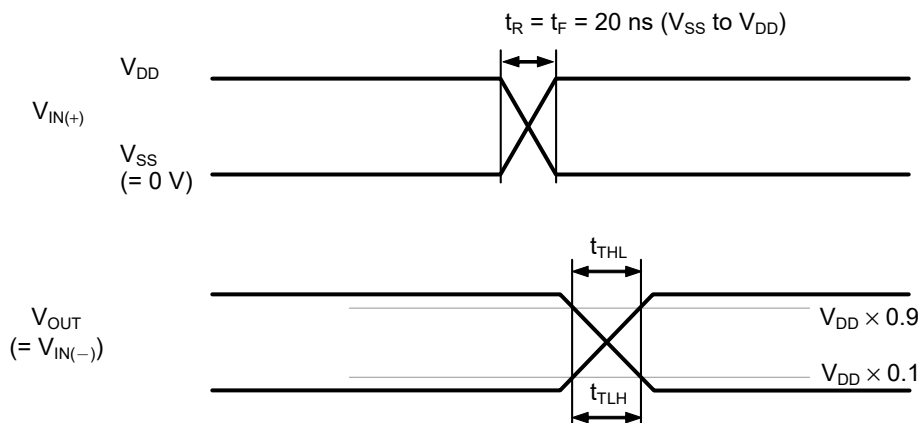 t_R = t_F = 20 ns (V_SS to V_DD)
V_DD
V_IN(+)
V_SS
(= 0 V)
t_THL
V_OUT
(= V_IN(−))
V_DD × 0.9
V_DD × 0.1
t_TLH